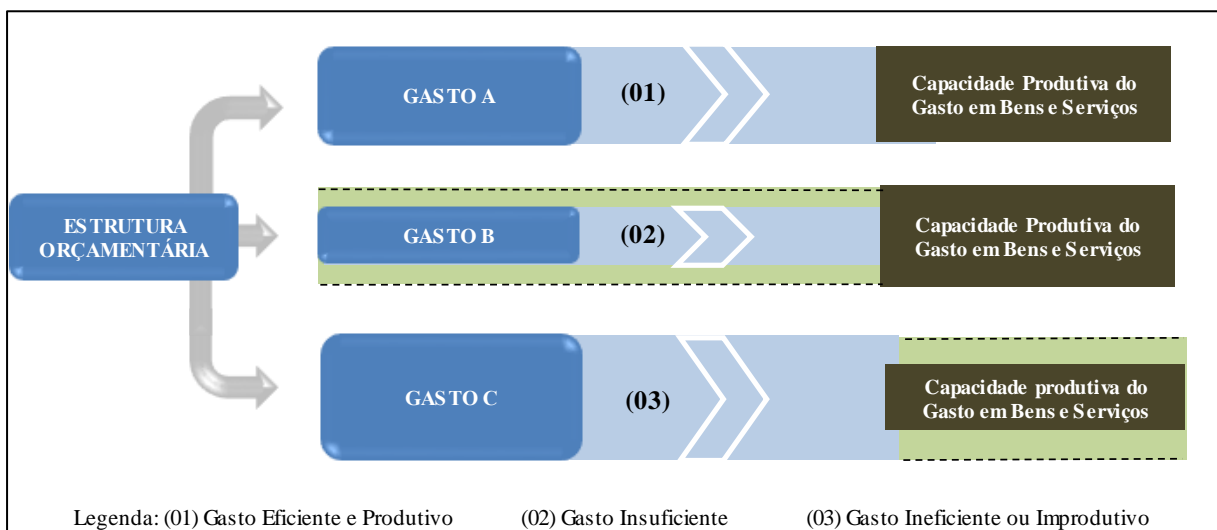 GASTO A
(01)
Capacidade Produtiva do
Gasto em Bens e Serviços
ESTRUTURA
ORÇAMENTÁRIA
GASTO B
(02)
Capacidade Produtiva do
Gasto em Bens e Serviços
GASTO C
(03)
Capacidade produtiva do
Gasto em Bens e Serviços
Legenda: (01) Gasto Eficiente e Produtivo (02) Gasto Insuficiente (03) Gasto Ineficiente ou Improdutivo